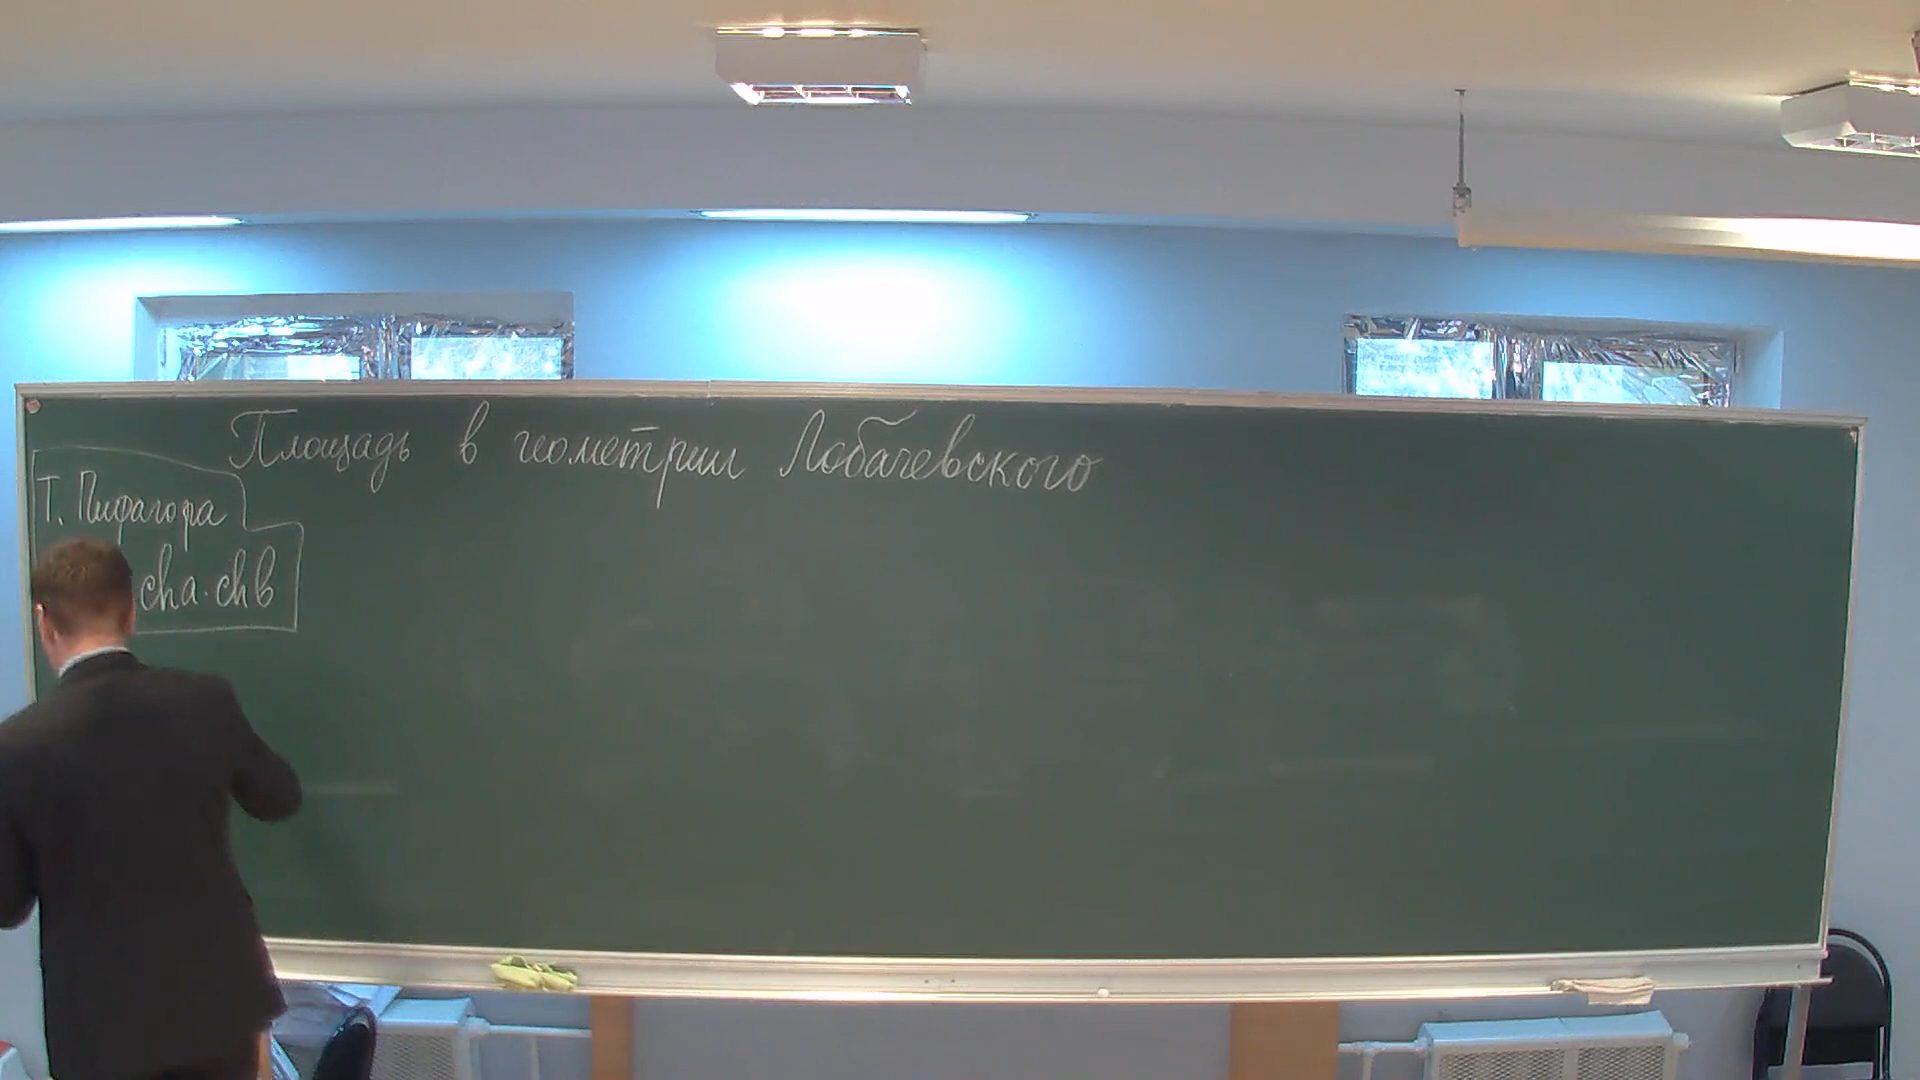 Площадь в геометрии Лобачевского
Т. Пифагора
cha·chb